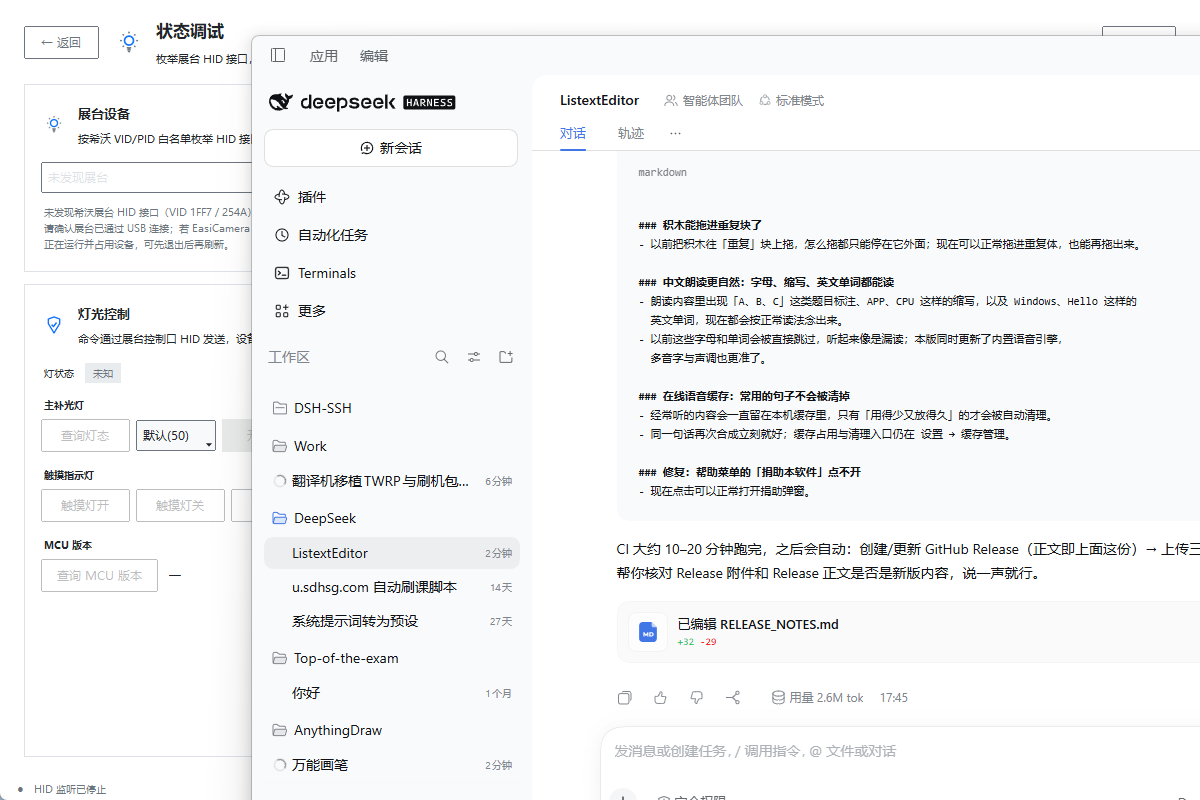 ← 返回
状态调试
枚举展台 HID 接口,
展台设备
按希沃 VID/PID 白名单枚举 HID 接
未发现展台
未发现希沃展台 HID 接口（VID 1FF7 / 254A）
请确认展台已通过 USB 连接；若 EasiCamera
正在运行并占用设备，可先退出后再刷新。
灯光控制
命令通过展台控制口 HID 发送，设
灯状态 未知
主补光灯
查询灯态 默认(50)
触摸指示灯
触摸灯开 触摸灯关
MCU 版本
查询 MCU 版本 —
• HID 监听已停止
应用 编辑
deepseek HARNESS
新会话
插件
自动化任务
Terminals
更多
工作区
DSH-SSH
Work
翻译机移植TWRP与刷机包... 6分钟
DeepSeek
ListextEditor 2分钟
u.sdhsg.com 自动刷课脚本 14天
系统提示词转为预设 27天
Top-of-the-exam
你好 1个月
AnythingDraw
万能画笔 2分钟
ListextEditor 智能体团队 标准模式
对话 轨迹 ···
markdown
### 积木能拖进重复块了
- 以前把积木往「重复」块上拖，怎么拖都只能停在它外面；现在可以正常拖进重复体，也能再拖出来。
### 中文朗读更自然：字母、缩写、英文单词都能读
- 朗读内容里出现「A、B、C」这类题目标注、APP、CPU 这样的缩写，以及 Windows、Hello 这样的
英文单词，现在都会按正常读法念出来。
- 以前这些字母和单词会被直接跳过，听起来像是漏读；本版同时更新了内置语音引擎，
多音字与声调也更准了。
### 在线语音缓存：常用的句子不会被清掉
- 经常听的内容会一直留在本机缓存里，只有「用得少又放得久」的才会被自动清理。
- 同一句话再次合成立刻就好；缓存占用与清理入口仍在 设置 → 缓存管理。
### 修复：帮助菜单的「捐助本软件」点不开
- 现在点击可以正常打开捐助弹窗。
CI 大约 10–20 分钟跑完，之后会自动：创建/更新 GitHub Release（正文即上面这份）→ 上传三
帮你核对 Release 附件和 Release 正文是否是新版内容，说一声就行。
已编辑 RELEASE_NOTES.md
+32 -29
用量 2.6M tok 17:45
发消息或创建任务, / 调用指令, @ 文件或对话